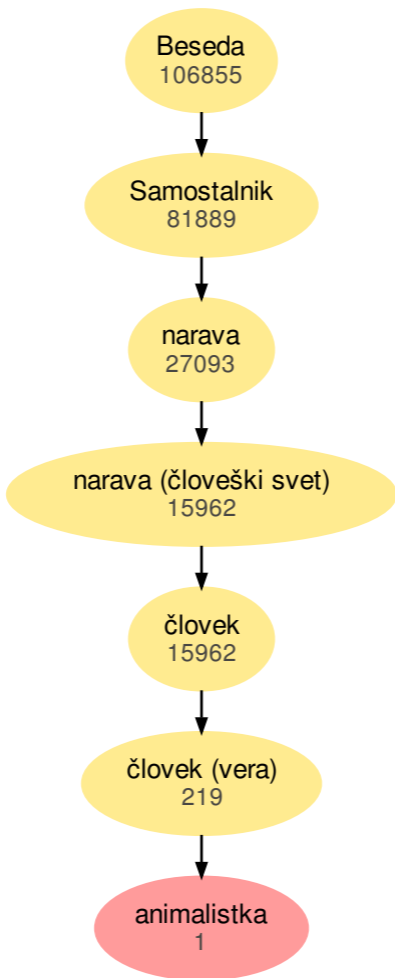 Beseda
106855
Samostalnik
81889
narava
27093
narava (človeški svet)
15962
človek
15962
človek (vera)
219
animalistka
1